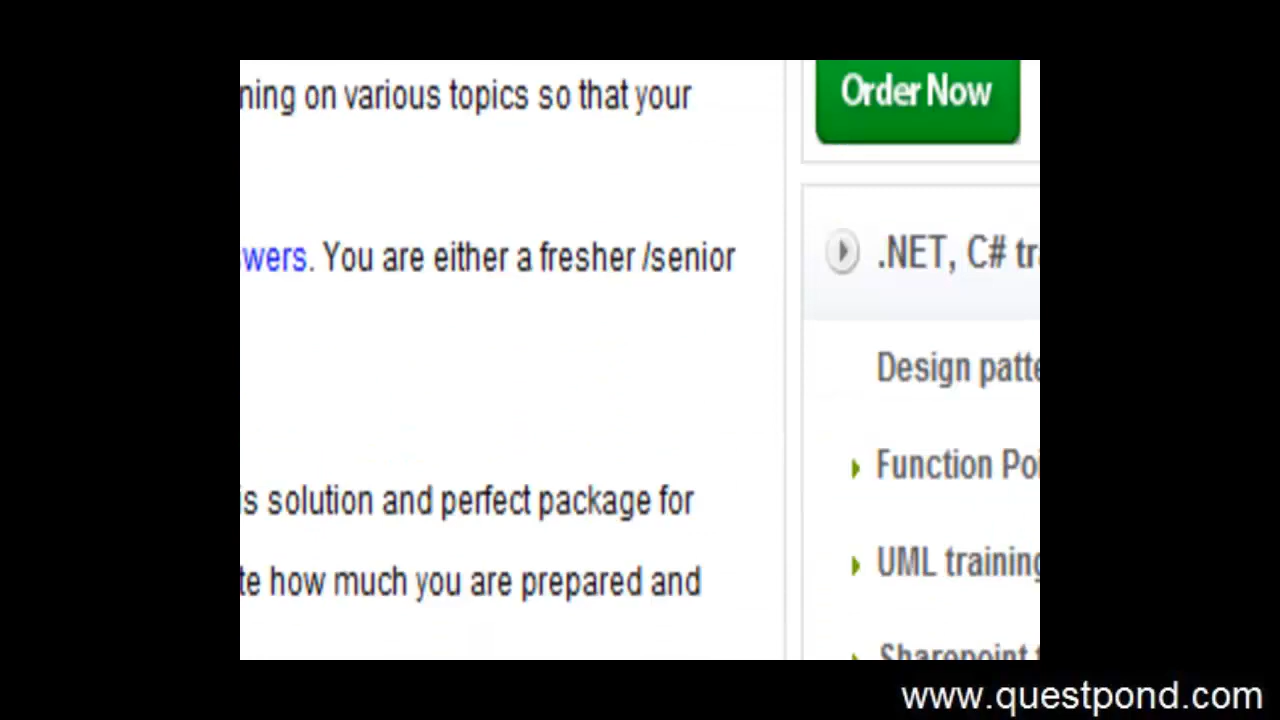 ning on various topics so that your
wers. You are either a fresher /senior
is solution and perfect package for
te how much you are prepared and
Order Now
.NET, C# tr
Design patte
Function Poi
UML training
Sharepoint t
www.questpond.com